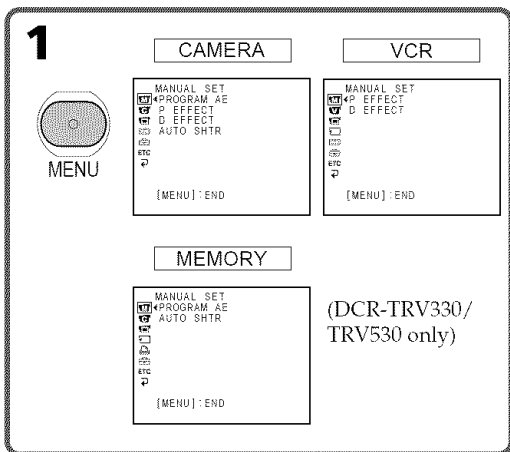 1
CAMERA
MANUAL SET
PROGRAM AE
P EFFECT
D EFFECT
AUTO SHTR
ETC
[MENU] : END
VCR
MANUAL SET
P EFFECT
D EFFECT
ETC
[MENU] : END
MENU
MEMORY
MANUAL SET
PROGRAM AE
AUTO SHTR
ETC
[MENU] : END
(DCR-TRV330/
TRV530 only)